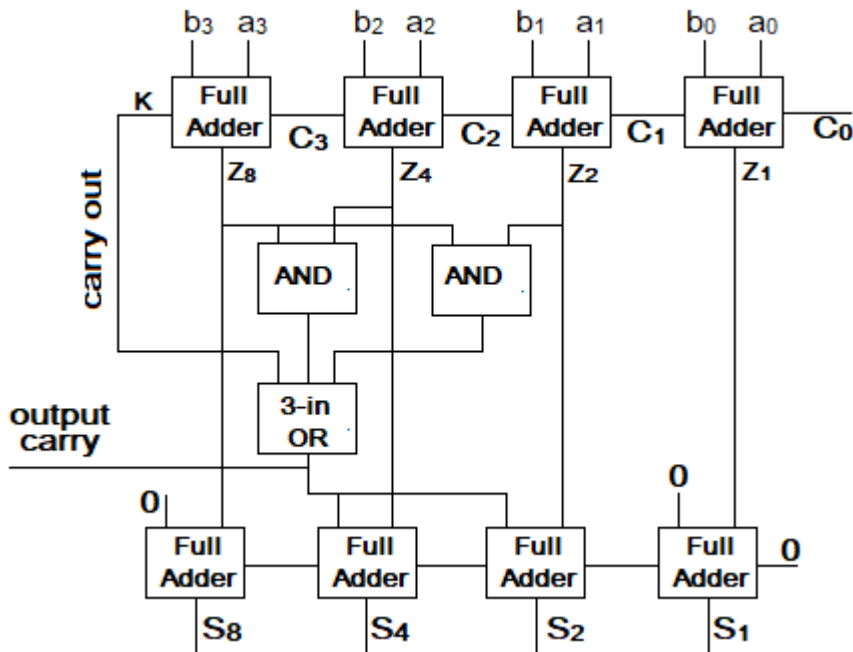 b3 a3 b2 a2 b1 a1 b0 a0
K Full Adder C3 Full Adder C2 Full Adder C1 Full Adder C0
Z8 Z4 Z2 Z1
carry out
AND AND
3-in
OR
output
carry
0 0
Full Adder Full Adder Full Adder Full Adder 0
S8 S4 S2 S1